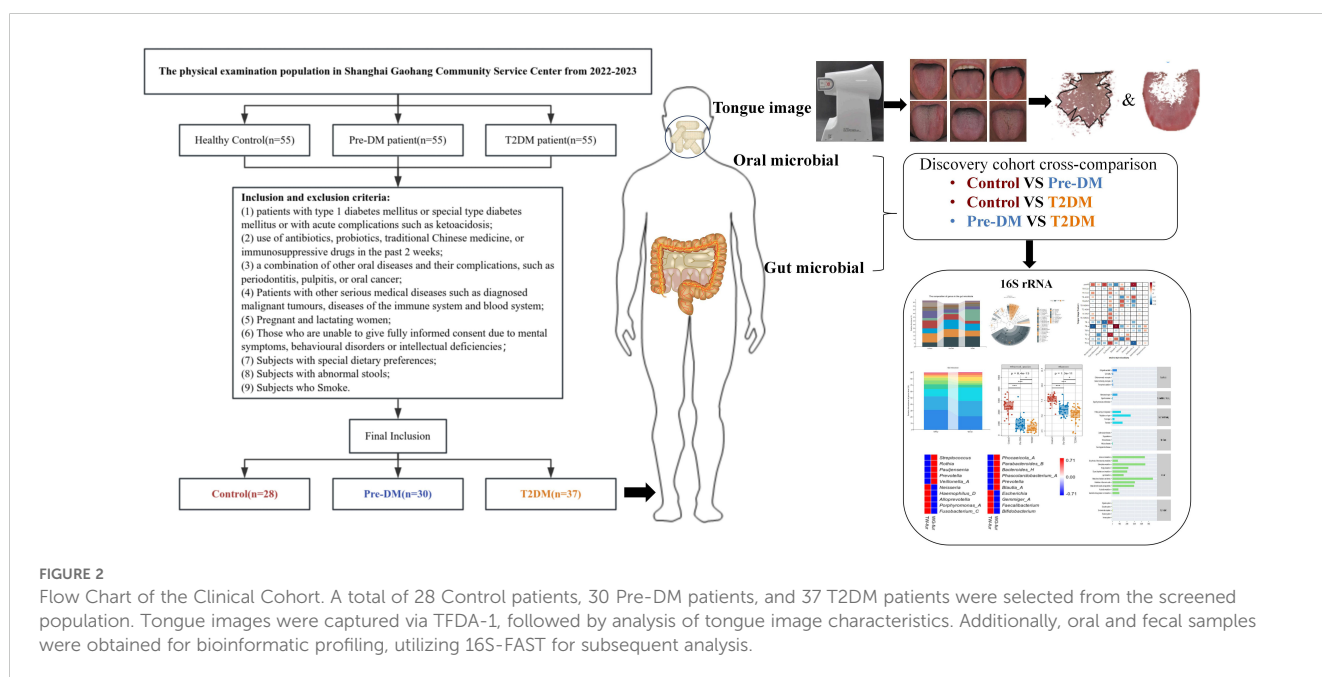 The physical examination population in Shanghai Gaohang Community Service Center from 2022-2023
Healthy Control(n=55)
Pre-DM patient(n=55)
T2DM patient(n=55)
Inclusion and exclusion criteria:
(1) patients with type 1 diabetes mellitus or special type diabetes
mellitus or with acute complications such as ketoacidosis;
(2) use of antibiotics, probiotics, traditional Chinese medicine, or
immunosuppressive drugs in the past 2 weeks;
(3) a combination of other oral diseases and their complications, such as
periodontitis, pulpitis, or oral cancer;
(4) Patients with other serious medical diseases such as diagnosed
malignant tumours, diseases of the immune system and blood system;
(5) Pregnant and lactating women;
(6) Those who are unable to give fully informed consent due to mental
symptoms, behavioural disorders or intellectual deficiencies；
(7) Subjects with special dietary preferences;
(8) Subjects with abnormal stools;
(9) Subjects who Smoke.
Final Inclusion
Control(n=28)
Pre-DM(n=30)
T2DM(n=37)
Tongue image
&
Oral microbial
Gut microbial
Discovery cohort cross-comparison
• Control VS Pre-DM
• Control VS T2DM
• Pre-DM VS T2DM
16S rRNA
Streptococcus
Rothia
Pauljensenia
Prevotella
Veillonella_A
Neisseria
Haemophilus_D
Alloprevotella
Porphyromonas_A
Fusobacterium_C
Phocaeicola_A
Parabacteroides_B
Bacteroides_H
Phascolarctobacterium_A
Prevotella
Blautia_A
Escherichia
Gemmiger_A
Faecalibacterium
Bifidobacterium
0.71
0.00
-0.71
FIGURE 2
Flow Chart of the Clinical Cohort. A total of 28 Control patients, 30 Pre-DM patients, and 37 T2DM patients were selected from the screened
population. Tongue images were captured via TFDA-1, followed by analysis of tongue image characteristics. Additionally, oral and fecal samples
were obtained for bioinformatic profiling, utilizing 16S-FAST for subsequent analysis.